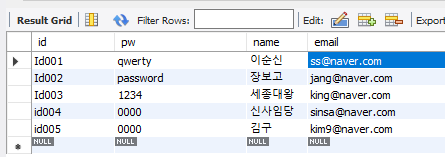 Result Grid Filter Rows: Edit: Export
id pw name email
Id001 qwerty 이순신 ss@naver.com
Id002 password 장보고 jang@naver.com
Id003 1234 세종대왕 king@naver.com
id004 0000 신사임당 sinsa@naver.com
id005 0000 김구 kim9@naver.com
NULL NULL NULL NULL